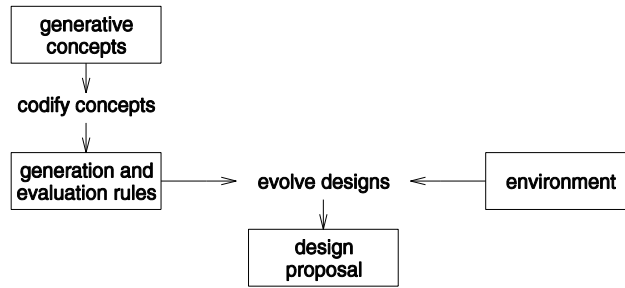 generative
concepts
codify concepts
generation and
evaluation rules
evolve designs
environment
design
proposal